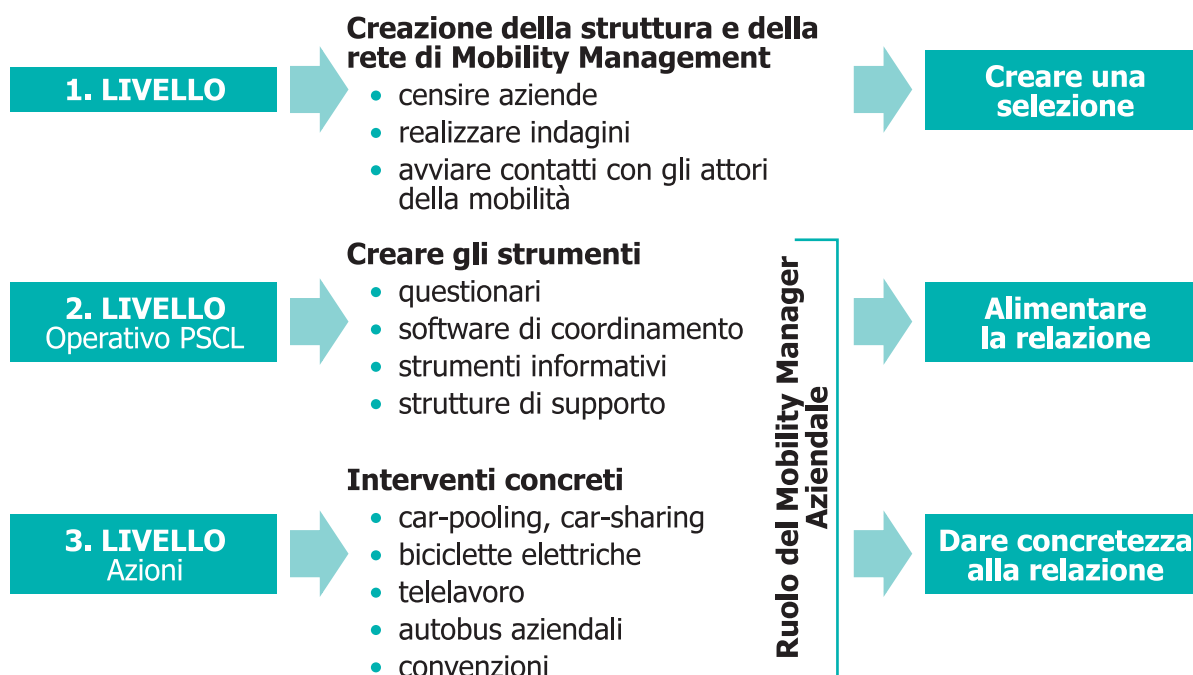 1. LIVELLO
Creazione della struttura e della
rete di Mobility Management
• censire aziende
• realizzare indagini
• avviare contatti con gli attori
della mobilità
Creare una
selezione
2. LIVELLO
Operativo PSCL
Creare gli strumenti
• questionari
• software di coordinamento
• strumenti informativi
• strutture di supporto
Alimentare
la relazione
3. LIVELLO
Azioni
Interventi concreti
• car-pooling, car-sharing
• biciclette elettriche
• telelavoro
• autobus aziendali
• convenzioni
Ruolo del Mobility Manager
Aziendale
Dare concretezza
alla relazione